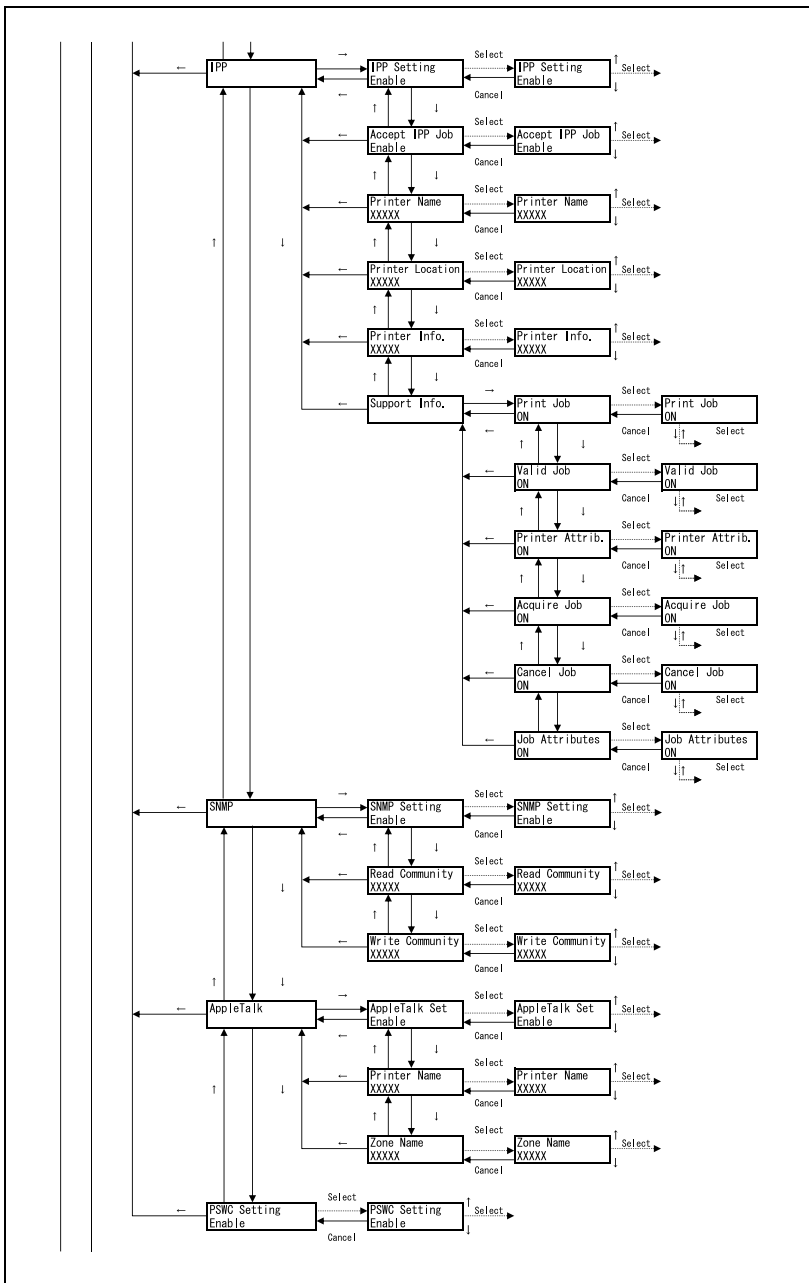 → Select ↑
IPP IPP Setting IPP Setting Select
← Enable Enable
← Cancel ↓
↑ ↓ Select ↑
Accept IPP Job Accept IPP Job Select
← Enable Enable
Cancel ↓
↑ ↓ Select ↑
Printer Name Printer Name Select
← XXXXX XXXXX
Cancel ↓
↑ ↓ ↑ ↓ Select ↑
Printer Location Printer Location Select
← XXXXX XXXXX
Cancel ↓
↑ ↓ Select ↑
Printer Info. Printer Info. Select
← XXXXX XXXXX
Cancel ↓
↑ ↓ → Select
Support Info. Print Job Print Job
← ON ON
← Cancel ↓↑ Select
↑ ↓ Select
Valid Job Valid Job
← ON ON
Cancel ↓↑ Select
↑ ↓ Select
Printer Attrib. Printer Attrib.
← ON ON
Cancel ↓↑ Select
↑ ↓ Select
Acquire Job Acquire Job
← ON ON
Cancel ↓↑ Select
↑ ↓ Select
Cancel Job Cancel Job
← ON ON
Cancel ↓↑ Select
↑ ↓ Select
Job Attributes Job Attributes
← ON ON
Cancel ↓↑ Select
→ Select ↑
SNMP SNMP Setting SNMP Setting Select
← Enable Enable
← Cancel ↓
↑ ↓ Select ↑
Read Community Read Community Select
← XXXXX XXXXX
↓ Cancel ↓
↑ ↓ Select ↑
Write Community Write Community Select
← XXXXX XXXXX
Cancel ↓
↑ ↓ → Select ↑
AppleTalk AppleTalk Set AppleTalk Set Select
← Enable Enable
← Cancel ↓
↑ ↓ Select ↑
Printer Name Printer Name Select
← XXXXX XXXXX
↑ ↓ Cancel ↓
↑ ↓ Select ↑
Zone Name Zone Name Select
← XXXXX XXXXX
Cancel ↓
Select ↑
PSWC Setting PSWC Setting Select
← Enable Enable
Cancel ↓